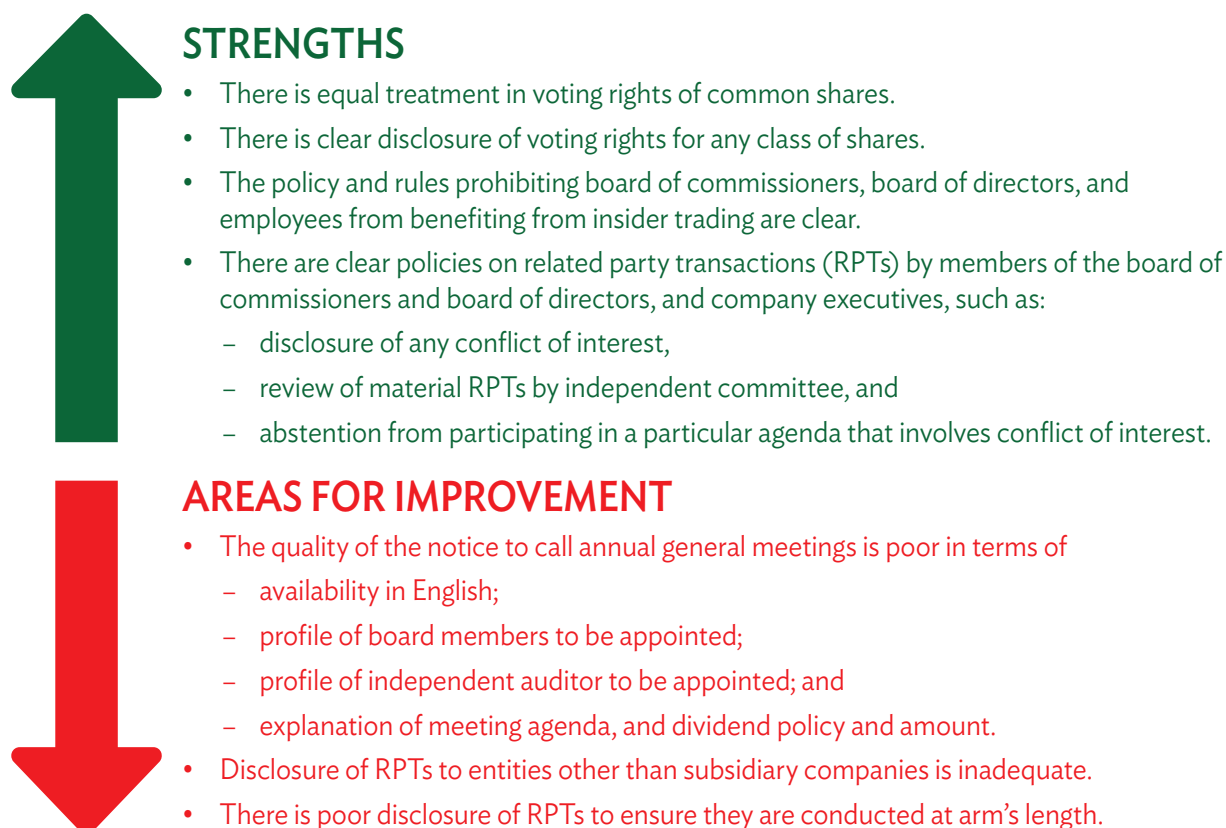 STRENGTHS
• There is equal treatment in voting rights of common shares.
• There is clear disclosure of voting rights for any class of shares.
• The policy and rules prohibiting board of commissioners, board of directors, and
employees from benefiting from insider trading are clear.
• There are clear policies on related party transactions (RPTs) by members of the board of
commissioners and board of directors, and company executives, such as:
– disclosure of any conflict of interest,
– review of material RPTs by independent committee, and
– abstention from participating in a particular agenda that involves conflict of interest.
AREAS FOR IMPROVEMENT
• The quality of the notice to call annual general meetings is poor in terms of
– availability in English;
– profile of board members to be appointed;
– profile of independent auditor to be appointed; and
– explanation of meeting agenda, and dividend policy and amount.
• Disclosure of RPTs to entities other than subsidiary companies is inadequate.
• There is poor disclosure of RPTs to ensure they are conducted at arm's length.